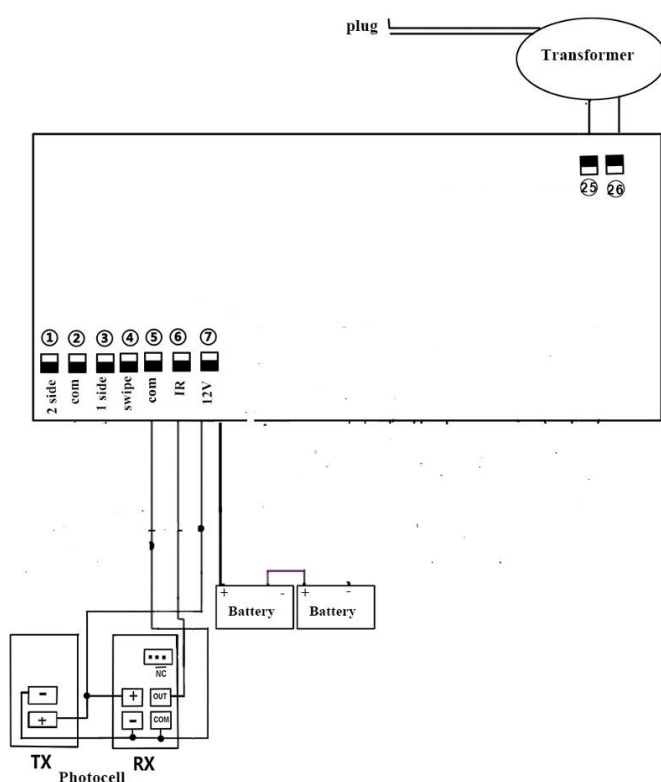 plug
Transformer
25 26
① ② ③ ④ ⑤ ⑥ ⑦
2 side
com
1 side
swipe
com
IR
12V
+ - + -
Battery Battery
NC
- + OUT
+ - COM
TX RX
Photocell